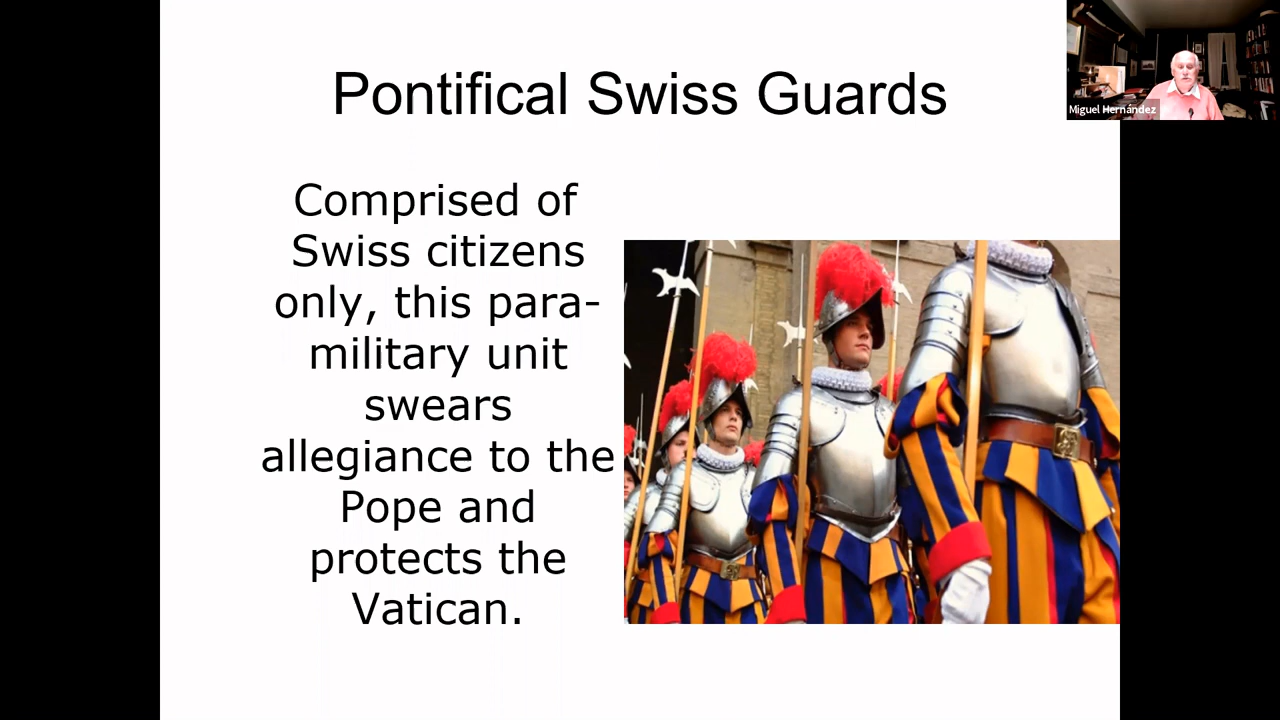 Pontifical Swiss Guards
Miguel Hernández
Comprised of
Swiss citizens
only, this para-
military unit
swears
allegiance to the
Pope and
protects the
Vatican.